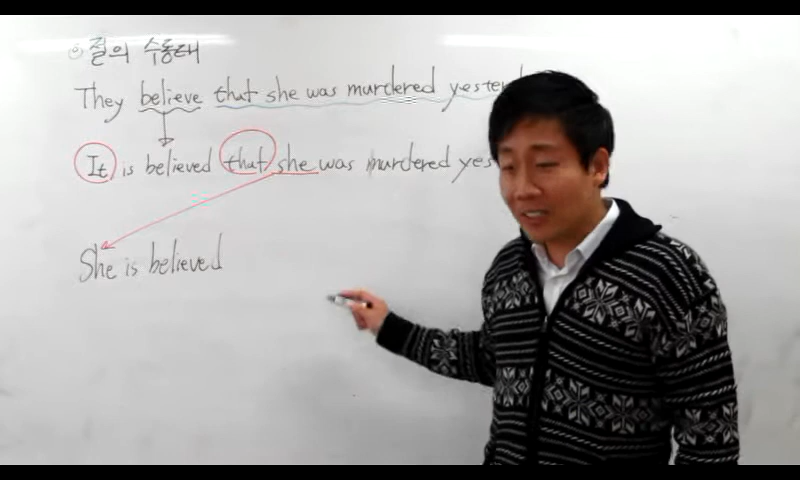 절의 수동태
They believe that she was murdered
It is believed that she was murdered yes
She is believed